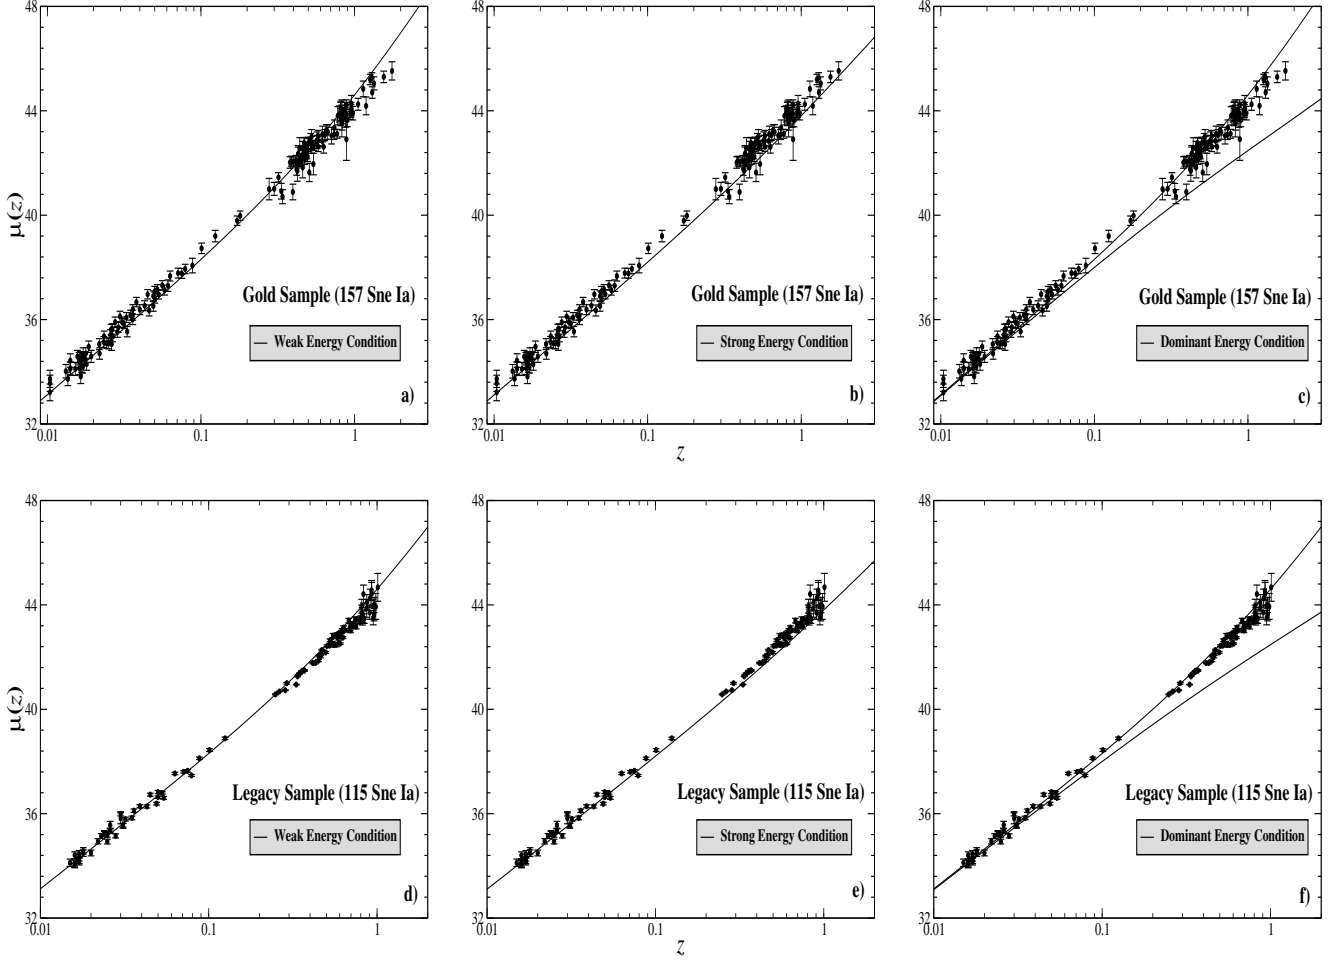 48
44
40
36
32
μ(z)
0.01
0.1
1
Gold Sample (157 Sne Ia)
Weak Energy Condition
a)
48
44
40
36
32
0.01
0.1
1
z
Gold Sample (157 Sne Ia)
Strong Energy Condition
b)
48
44
40
36
32
0.01
0.1
1
Gold Sample (157 Sne Ia)
Dominant Energy Condition
c)
48
44
40
36
32
μ(z)
0.01
0.1
1
Legacy Sample (115 Sne Ia)
Weak Energy Condition
d)
48
44
40
36
32
0.01
0.1
1
z
Legacy Sample (115 Sne Ia)
Strong Energy Condition
e)
48
44
40
36
32
0.01
0.1
1
Legacy Sample (115 Sne Ia)
Dominant Energy Condition
f)